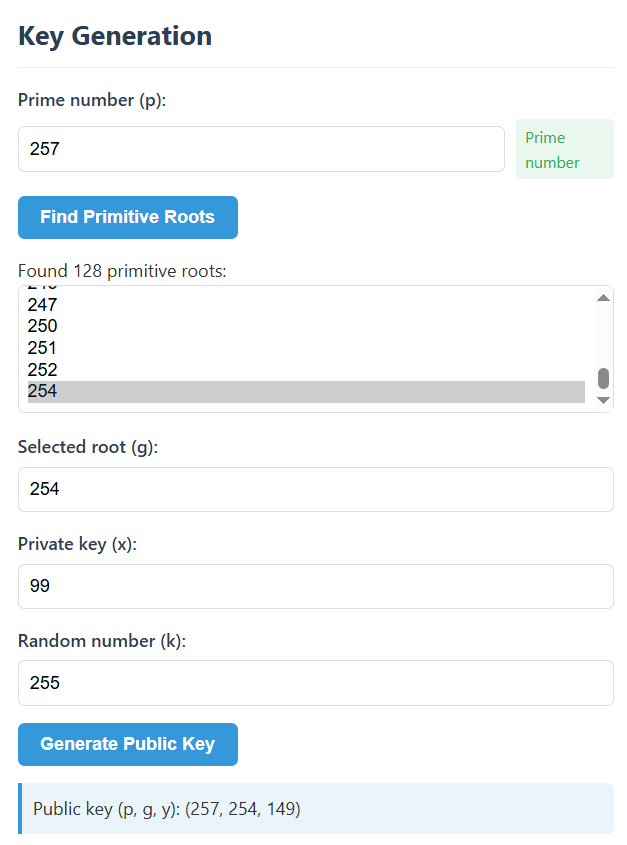 Key Generation
Prime number (p):
257
Prime
number
Find Primitive Roots
Found 128 primitive roots:
247
250
251
252
254
Selected root (g):
254
Private key (x):
99
Random number (k):
255
Generate Public Key
Public key (p, g, y): (257, 254, 149)